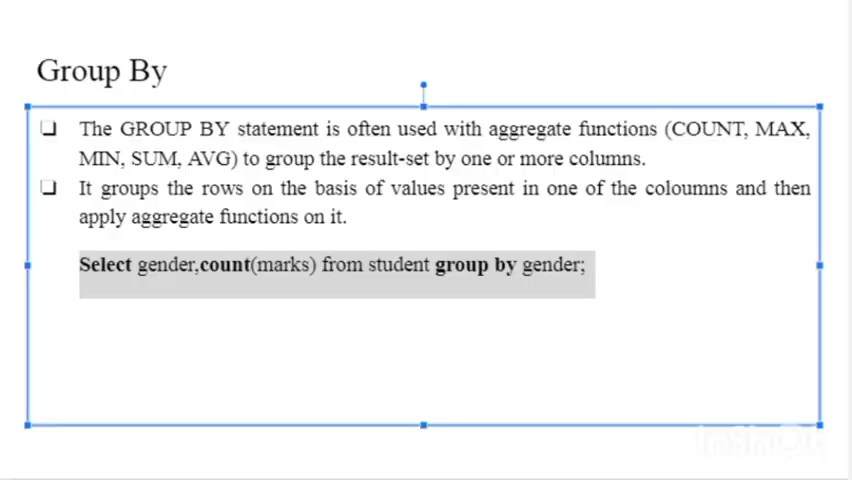 Group By
❑ The GROUP BY statement is often used with aggregate functions (COUNT, MAX,
MIN, SUM, AVG) to group the result-set by one or more columns.
❑ It groups the rows on the basis of values present in one of the coloumns and then
apply aggregate functions on it.
Select gender,count(marks) from student group by gender;
InShOt